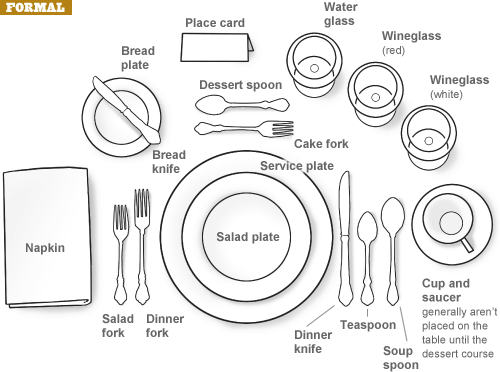 FORMAL
Place card
Water
glass
Wineglass
(red)
Bread
plate
Dessert spoon
Wineglass
(white)
Cake fork
Bread
knife
Service plate
Napkin
Salad plate
Cup and
saucer
generally aren't
placed on the
table until the
dessert course
Salad
fork
Dinner
fork
Dinner
knife
Teaspoon
Soup
spoon